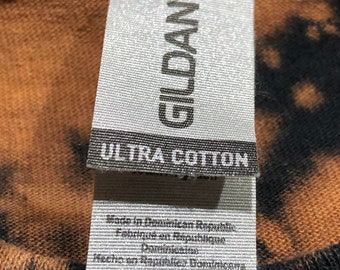 GILDAN
ULTRA COTTON
Made in Dominican Republic
Fabriqué en République
Dominicaine
Hecho en República Dominicana